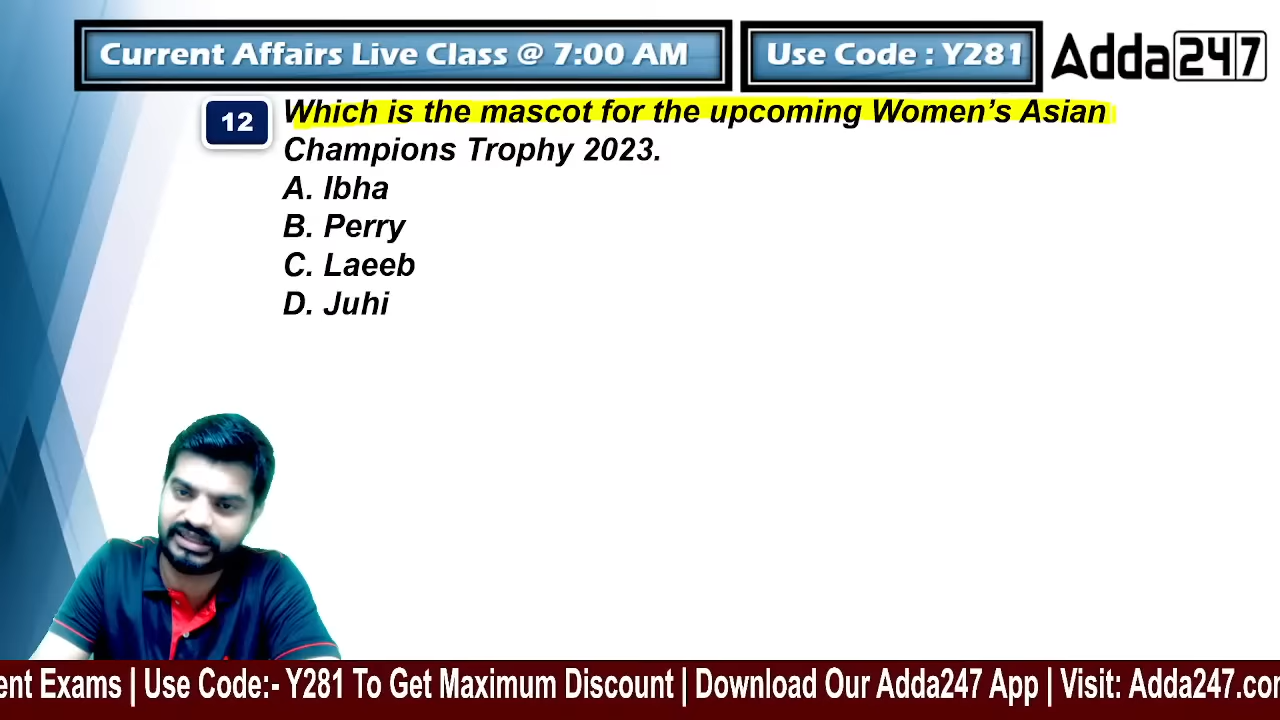 Current Affairs Live Class @ 7:00 AM
Use Code : Y281
Adda247
12
Which is the mascot for the upcoming Women's Asian
Champions Trophy 2023.
A. Ibha
B. Perry
C. Laeeb
D. Juhi
ent Exams | Use Code:- Y281 To Get Maximum Discount | Download Our Adda247 App | Visit: Adda247.com